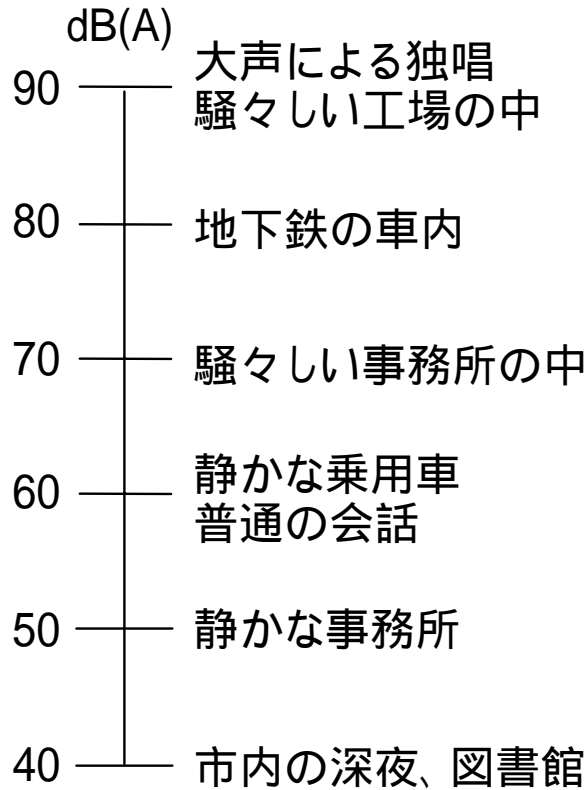 dB(A)
90 大声による独唱
騒々しい工場の中
80 地下鉄の車内
70 騒々しい事務所の中
60 静かな乗用車
普通の会話
50 静かな事務所
40 市内の深夜、図書館